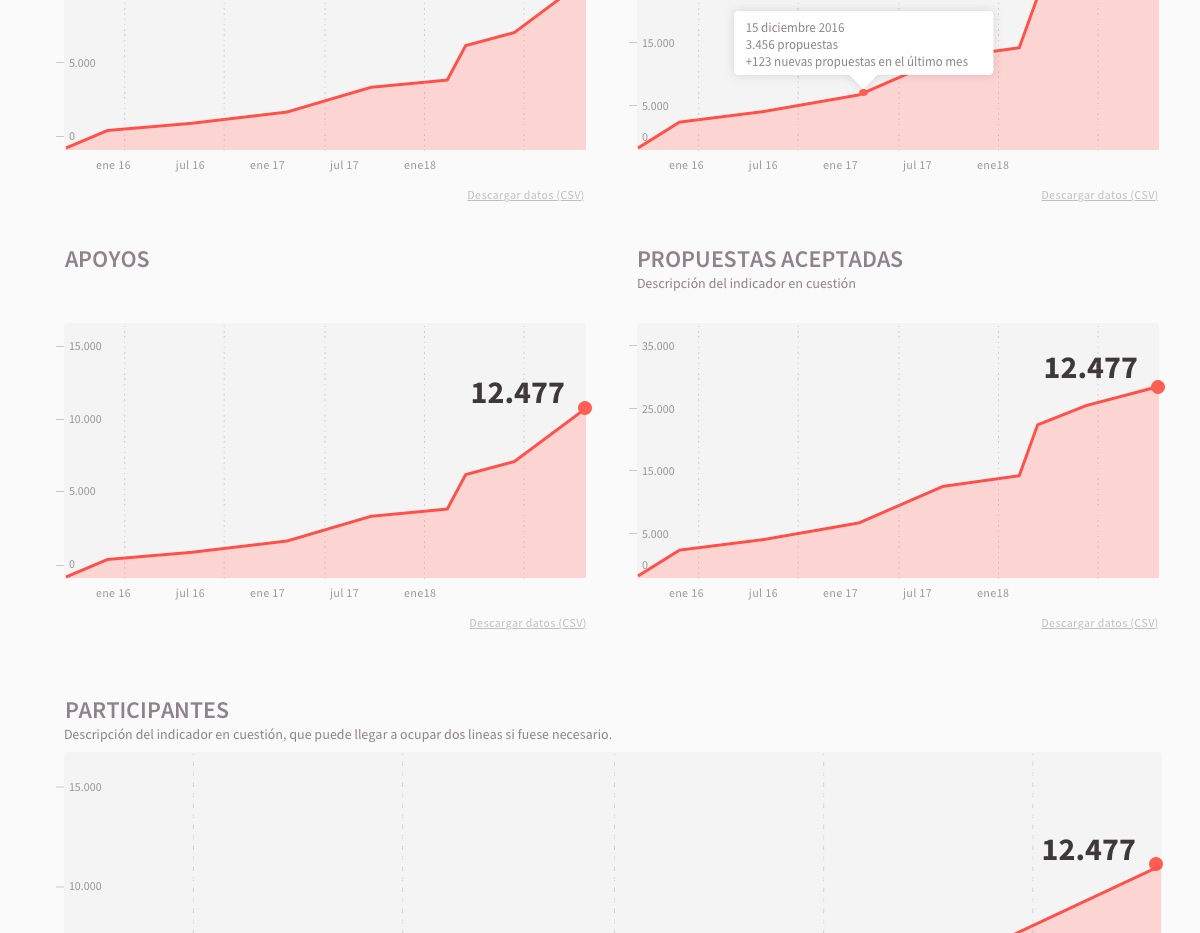 5.000
0
ene 16 jul 16 ene 17 jul 17 ene18
Descargar datos (CSV)
15 diciembre 2016
3.456 propuestas
+123 nuevas propuestas en el último mes
15.000
5.000
0
ene 16 jul 16 ene 17 jul 17 ene18
Descargar datos (CSV)
APOYOS
15.000
12.477
10.000
5.000
0
ene 16 jul 16 ene 17 jul 17 ene18
Descargar datos (CSV)
PROPUESTAS ACEPTADAS
Descripción del indicador en cuestión
35.000
12.477
25.000
15.000
5.000
0
ene 16 jul 16 ene 17 jul 17 ene18
Descargar datos (CSV)
PARTICIPANTES
Descripción del indicador en cuestión, que puede llegar a ocupar dos lineas si fuese necesario.
15.000
12.477
10.000